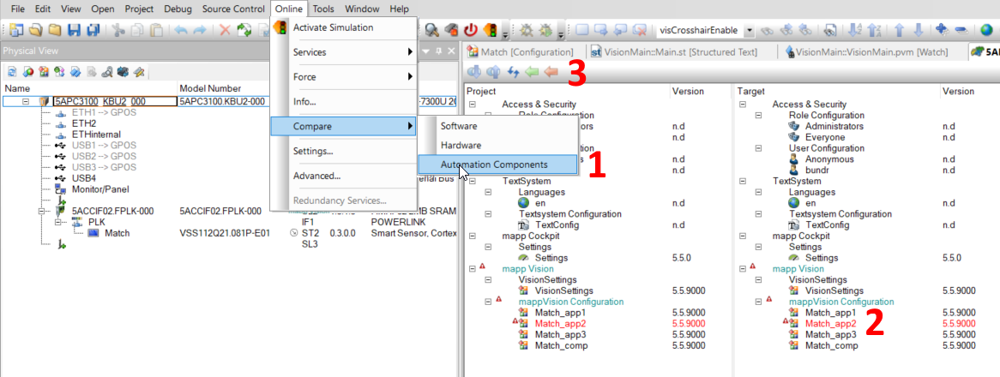 File Edit View Open Project Debug Source Control Online Tools Window Help
visCrosshairEnable
Physical View
Name
Model Number
5APC3100_KBU2_000 5APC3100.KBU2-000
-7300U 2
ETH1 -> GPOS
ETH2
ETHinternal
USB1 -> GPOS
USB2 -> GPOS
USB3 -> GPOS
USB4
Monitor/Panel
5ACCIF02.FPLK-000 5ACCIF02.FPLK-000
MB SRAM
PLK IF1 POWERLINK
Match VSS112Q21.081P-E01 ST2 0.3.0.0 Smart Sensor, Cortex
SL3
Activate Simulation
Services
Force
Info...
Compare
Settings...
Advanced...
Redundancy Services...
Software
Hardware
Automation Components
1
Match [Configuration] VisionMain::Main.st [Structured Text] VisionMain::VisionMain.pvm [Watch] 5A
3
Project Version
Access & Security
Role Configuration
ors n.d
n.d
tion
s n.d
n.d
TextSystem
Languages
en n.d
Textsystem Configuration
TextConfig n.d
mapp Cockpit
Settings
Settings 5.5.0
mapp Vision
VisionSettings
VisionSettings 5.5.9000
mappVision Configuration
Match_app1 5.5.9000
Match_app2 5.5.9000
Match_app3 5.5.9000
Match_comp 5.5.9000
Target Version
Access & Security
Role Configuration
Administrators n.d
Everyone n.d
User Configuration
Anonymous n.d
bundr n.d
TextSystem
Languages
en n.d
Textsystem Configuration
TextConfig n.d
mapp Cockpit
Settings
Settings 5.5.0
mapp Vision
VisionSettings
VisionSettings 5.5.9000
mappVision Configuration
Match_app1 5.5.9000
Match_app2 5.5.9000
Match_app3 5.5.9000
Match_comp 5.5.9000
2